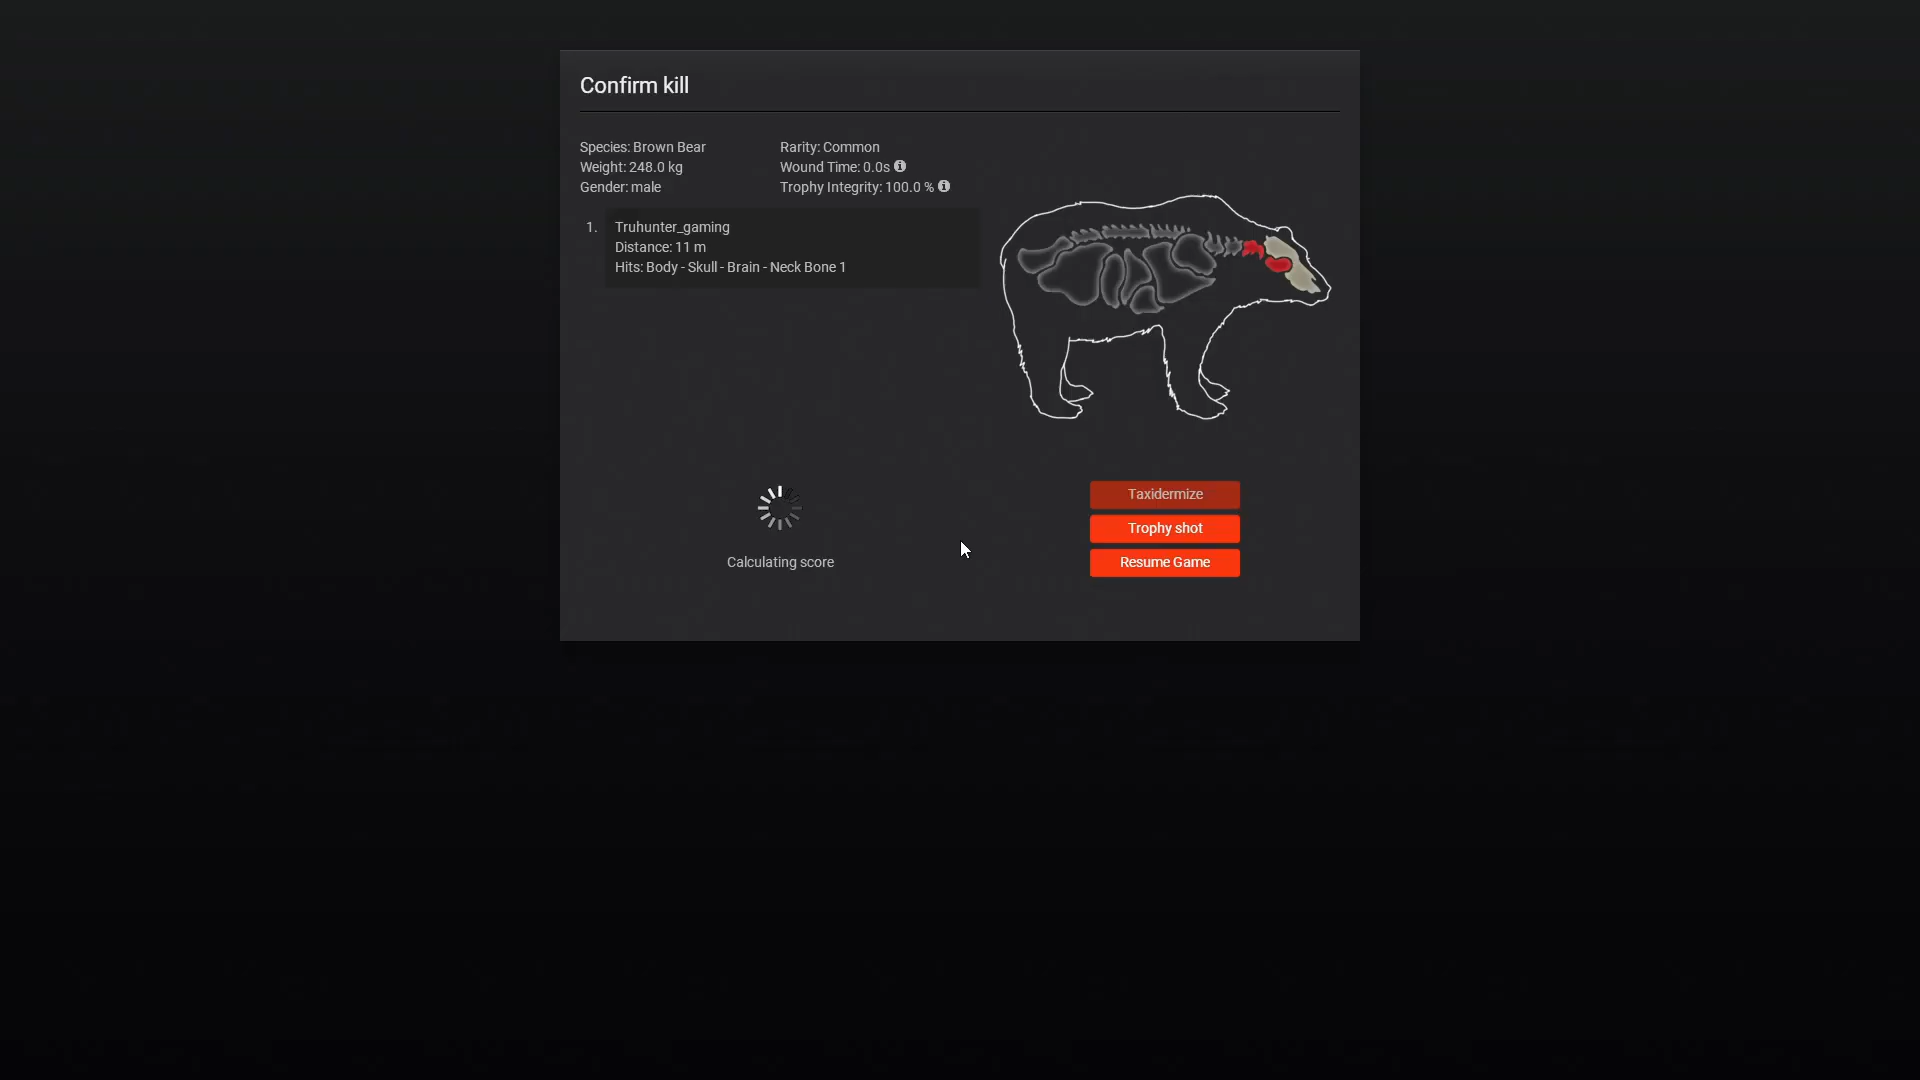 Confirm kill
Species: Brown Bear
Weight: 248.0 kg
Gender: male
Rarity: Common
Wound Time: 0.0s
Trophy Integrity: 100.0 %
1.
Truhunter_gaming
Distance: 11 m
Hits: Body - Skull - Brain - Neck Bone 1
Calculating score
Taxidermize
Trophy shot
Resume Game